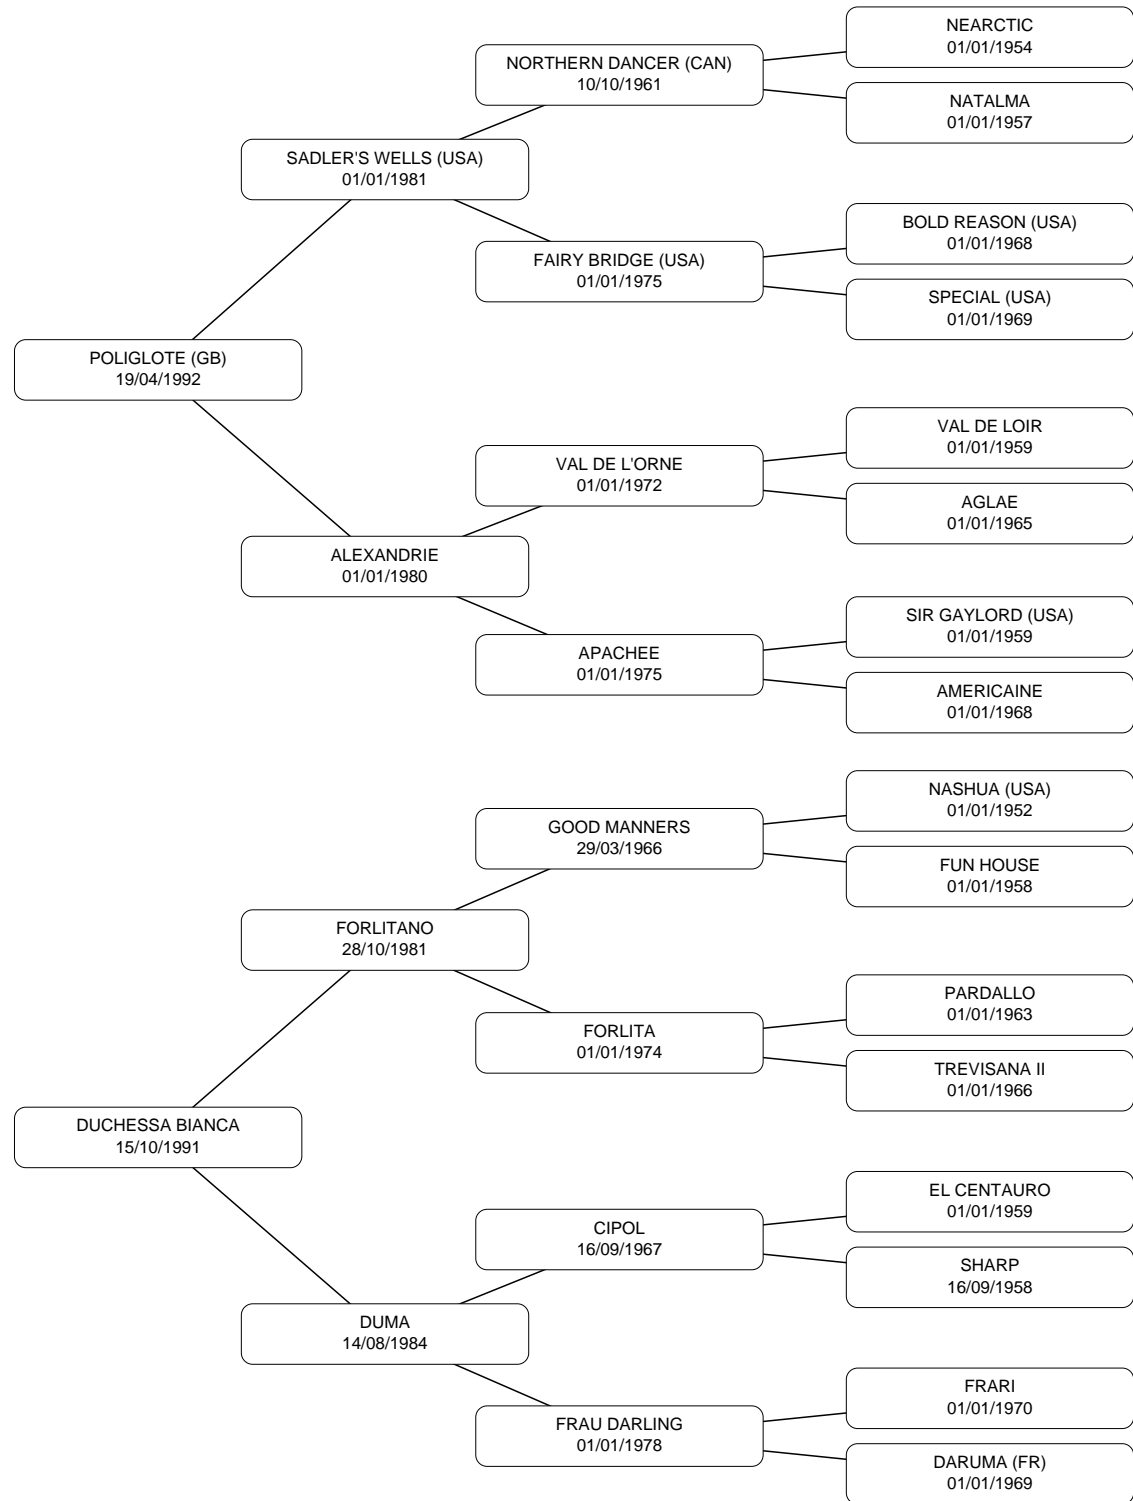 NEARCTIC
01/01/1954
NORTHERN DANCER (CAN)
10/10/1961
NATALMA
01/01/1957
SADLER'S WELLS (USA)
01/01/1981
BOLD REASON (USA)
01/01/1968
FAIRY BRIDGE (USA)
01/01/1975
SPECIAL (USA)
01/01/1969
POLIGLOTE (GB)
19/04/1992
VAL DE LOIR
01/01/1959
VAL DE L'ORNE
01/01/1972
AGLAE
01/01/1965
ALEXANDRIE
01/01/1980
SIR GAYLORD (USA)
01/01/1959
APACHEE
01/01/1975
AMERICAINE
01/01/1968
NASHUA (USA)
01/01/1952
GOOD MANNERS
29/03/1966
FUN HOUSE
01/01/1958
FORLITANO
28/10/1981
PARDALLO
01/01/1963
FORLITA
01/01/1974
TREVISANA II
01/01/1966
DUCHESSA BIANCA
15/10/1991
EL CENTAURO
01/01/1959
CIPOL
16/09/1967
SHARP
16/09/1958
DUMA
14/08/1984
FRARI
01/01/1970
FRAU DARLING
01/01/1978
DARUMA (FR)
01/01/1969